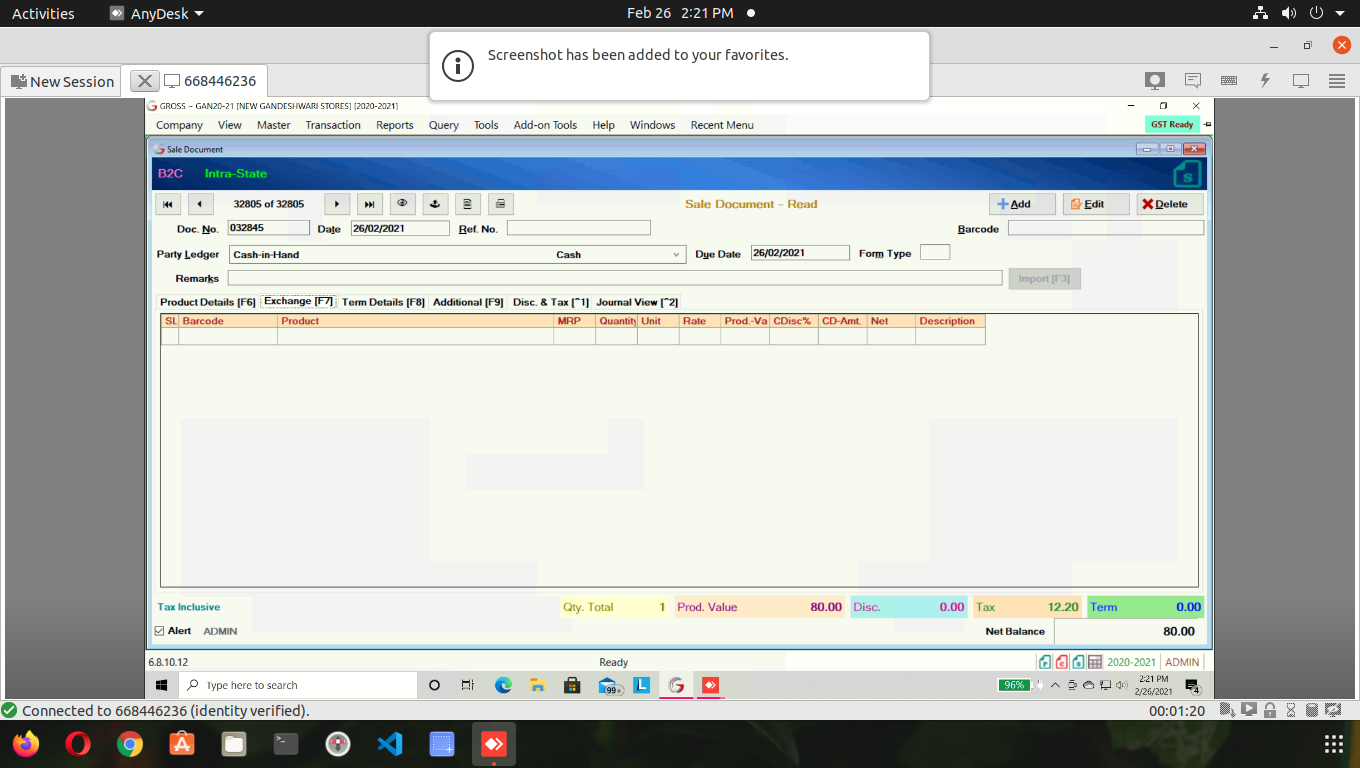 Activities AnyDesk Feb 26 2:21 PM
Screenshot has been added to your favorites.
New Session 668446236
GROSS -- GAN20-21 [NEW GANDESHWARI STORES] [2020-2021]
Company View Master Transaction Reports Query Tools Add-on Tools Help Windows Recent Menu GST Ready
Sale Document
B2C Intra-State
32805 of 32805 Sale Document - Read Add Edit Delete
Doc. No. 032845 Date 26/02/2021 Ref. No. Barcode
Party Ledger Cash-in-Hand Cash Due Date 26/02/2021 Form Type
Remarks Import [F3]
Product Details [F6] Exchange [F7] Term Details [F8] Additional [F9] Disc. & Tax [^1] Journal View [^2]
SL Barcode Product MRP Quantity Unit Rate Prod.-Va CDisc% CD-Amt. Net Description
Tax Inclusive Qty. Total 1 Prod. Value 80.00 Disc. 0.00 Tax 12.20 Term 0.00
Alert ADMIN Net Balance 80.00
6.8.10.12 Ready 2020-2021 ADMIN
Type here to search 99+ 96% 2:21 PM
2/26/2021 4
Connected to 668446236 (identity verified). 00:01:20